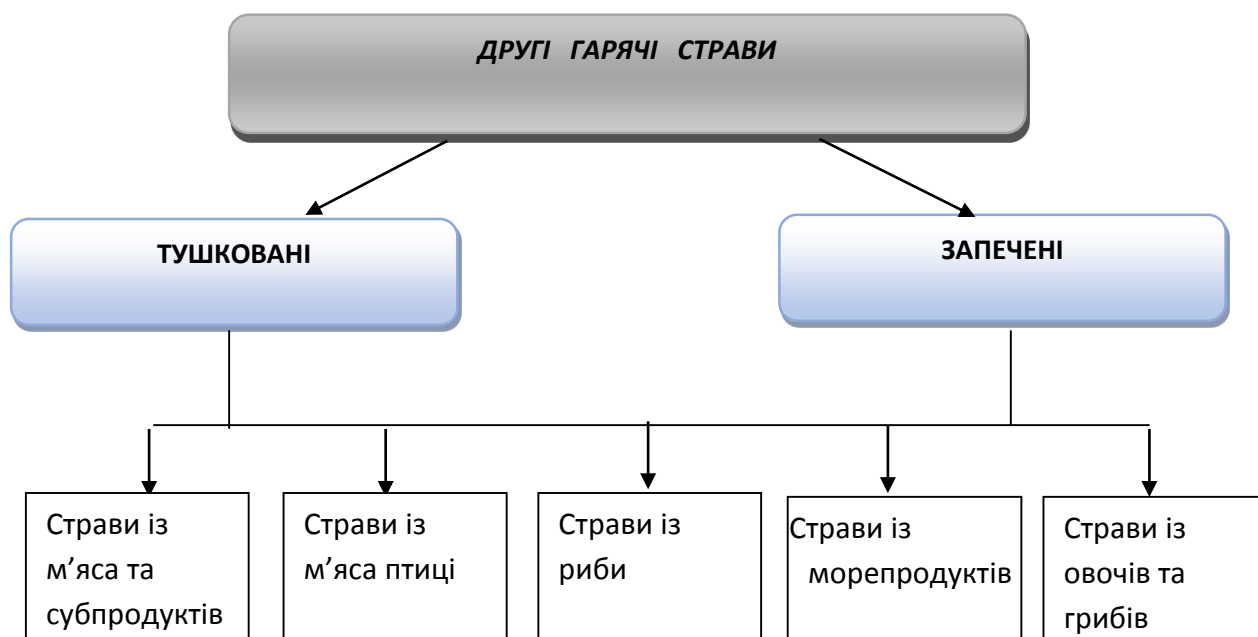 ДРУГІ ГАРЯЧІ СТРАВИ
ТУШКОВАНІ
ЗАПЕЧЕНІ
Страви із
м’яса та
субпродуктів
Страви із
м’яса птиці
Страви із
риби
Страви із
морепродуктів
Страви із
овочів та
грибів